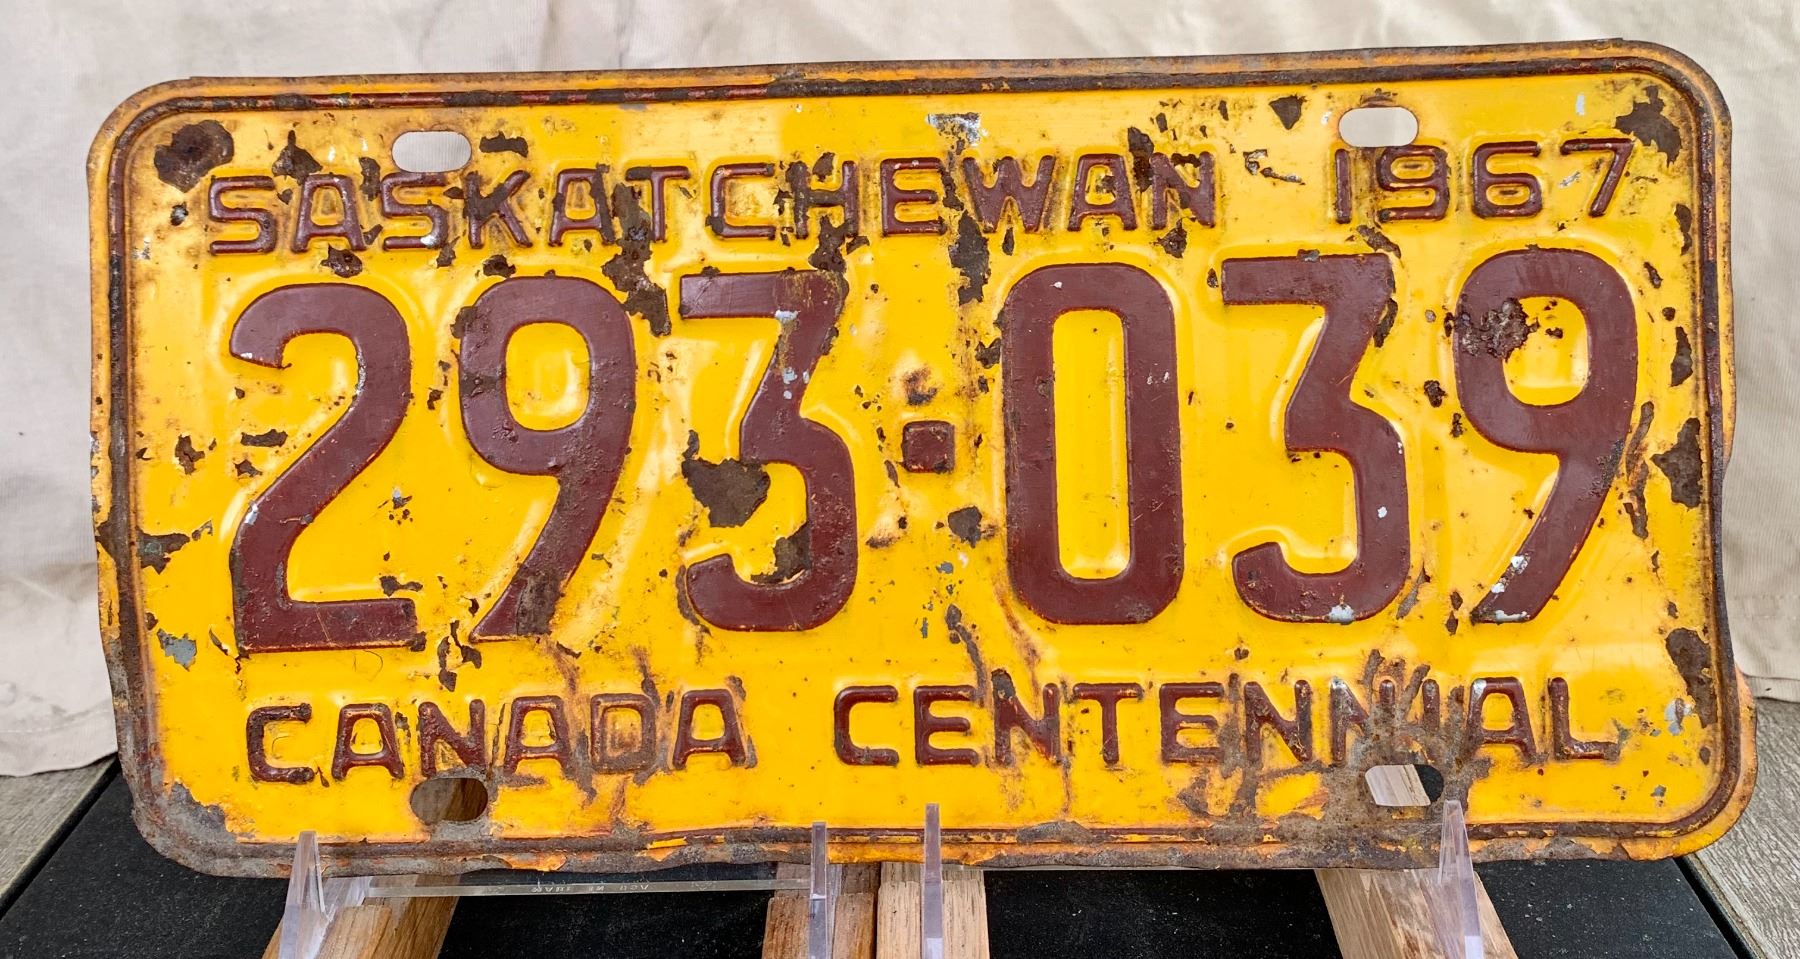 SASKATCHEWAN 1967
293·039
CANADA CENTENNIAL